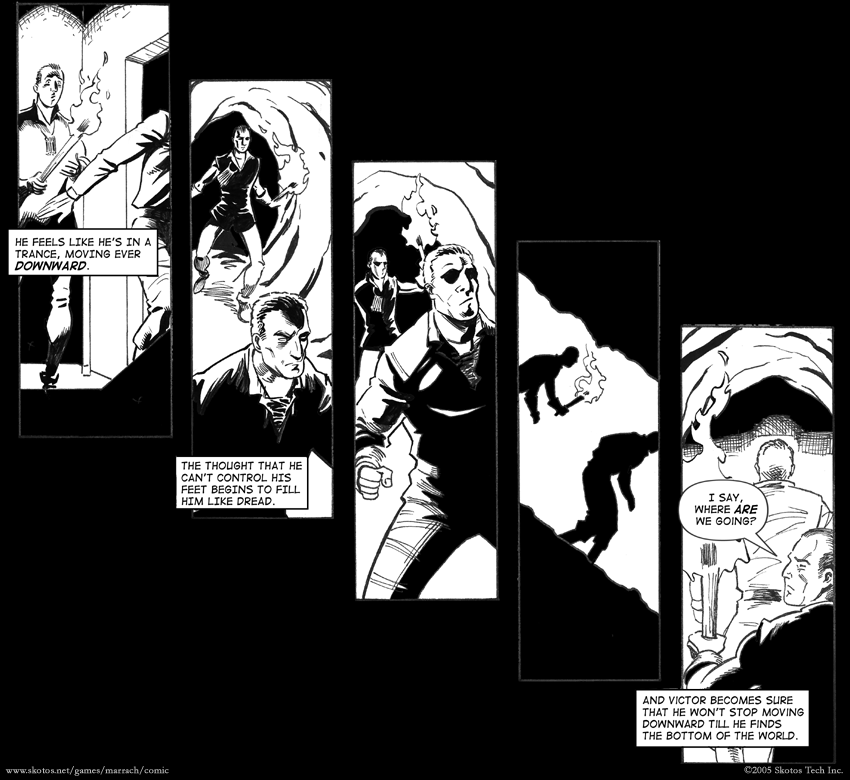 HE FEELS LIKE HE'S IN A
TRANCE, MOVING EVER
DOWNWARD.
THE THOUGHT THAT HE
CAN'T CONTROL HIS
FEET BEGINS TO FILL
HIM LIKE DREAD.
I SAY,
WHERE ARE
WE GOING?
AND VICTOR BECOMES SURE
THAT HE WON'T STOP MOVING
DOWNWARD TILL HE FINDS
THE BOTTOM OF THE WORLD.
www.skotos.net/games/marrach/comic
©2005 Skotos Tech Inc.